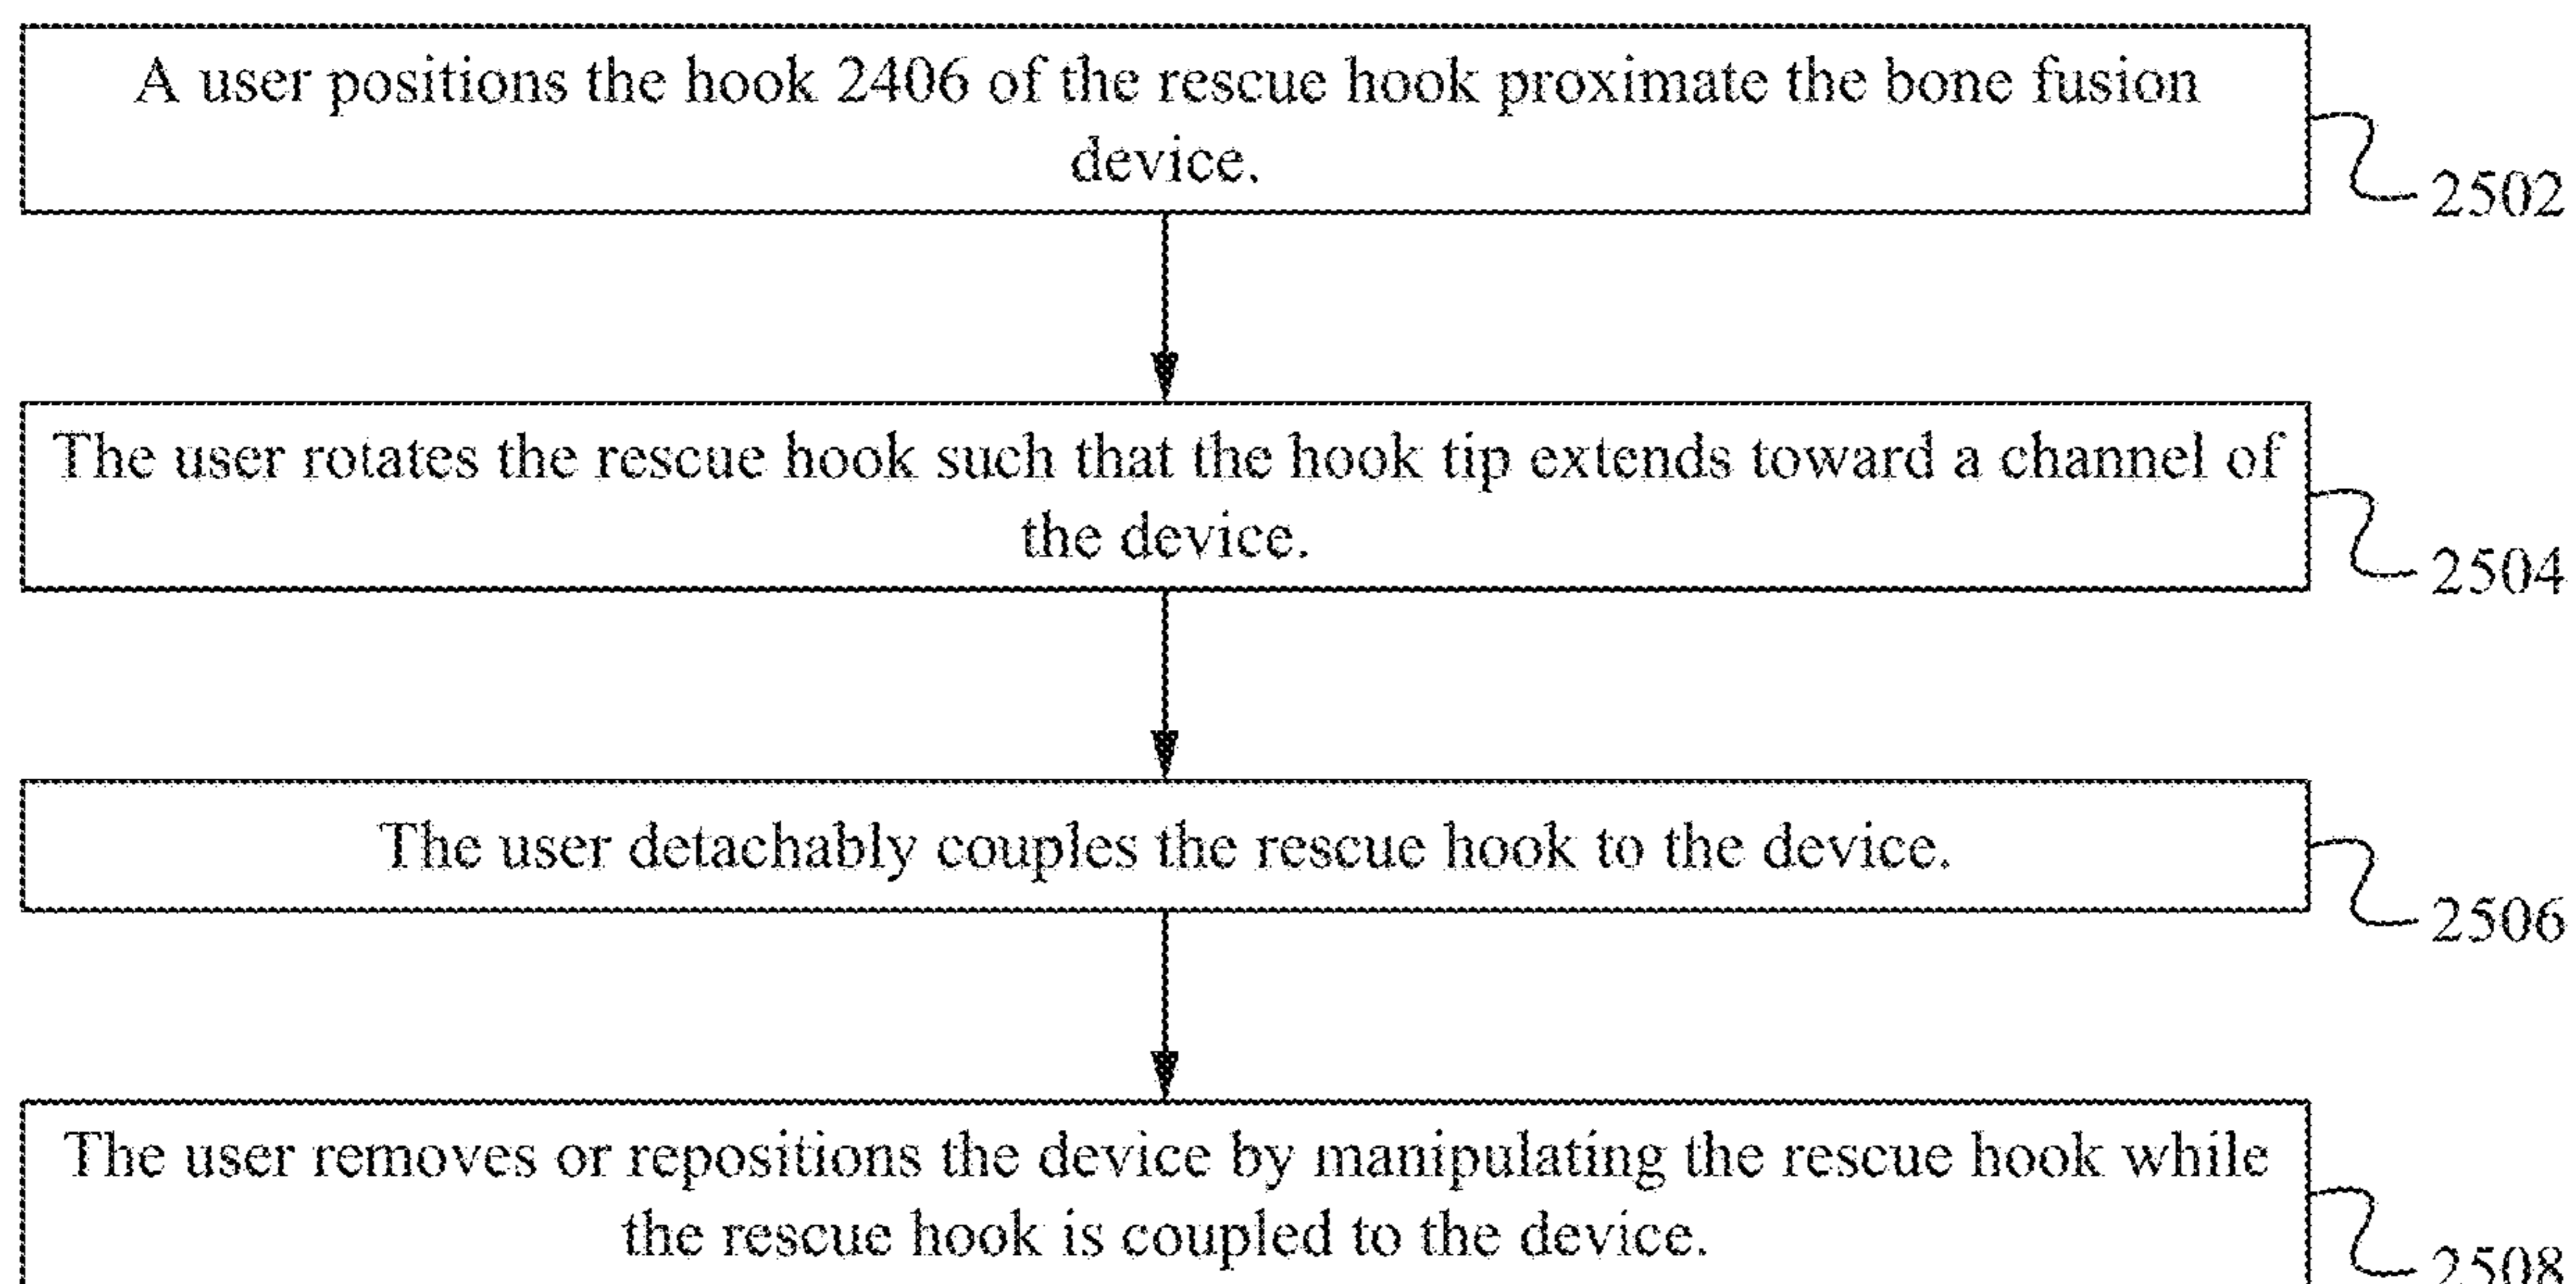 A user positions the hook 2406 of the rescue hook proximate the bone fusion
device.
2502
The user rotates the rescue hook such that the hook tip extends toward a channel of
the device.
2504
The user detachably couples the rescue hook to the device.
2506
The user removes or repositions the device by manipulating the rescue hook while
the rescue hook is coupled to the device.
2508